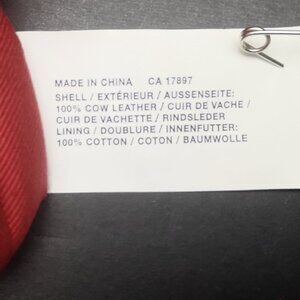 MADE IN CHINA CA 17897
SHELL / EXTÉRIEUR / AUSSENSEITE:
100% COW LEATHER / CUIR DE VACHE /
CUIR DE VACHETTE / RINDSLEDER
LINING / DOUBLURE / INNENFUTTER:
100% COTTON / COTON / BAUMWOLLE